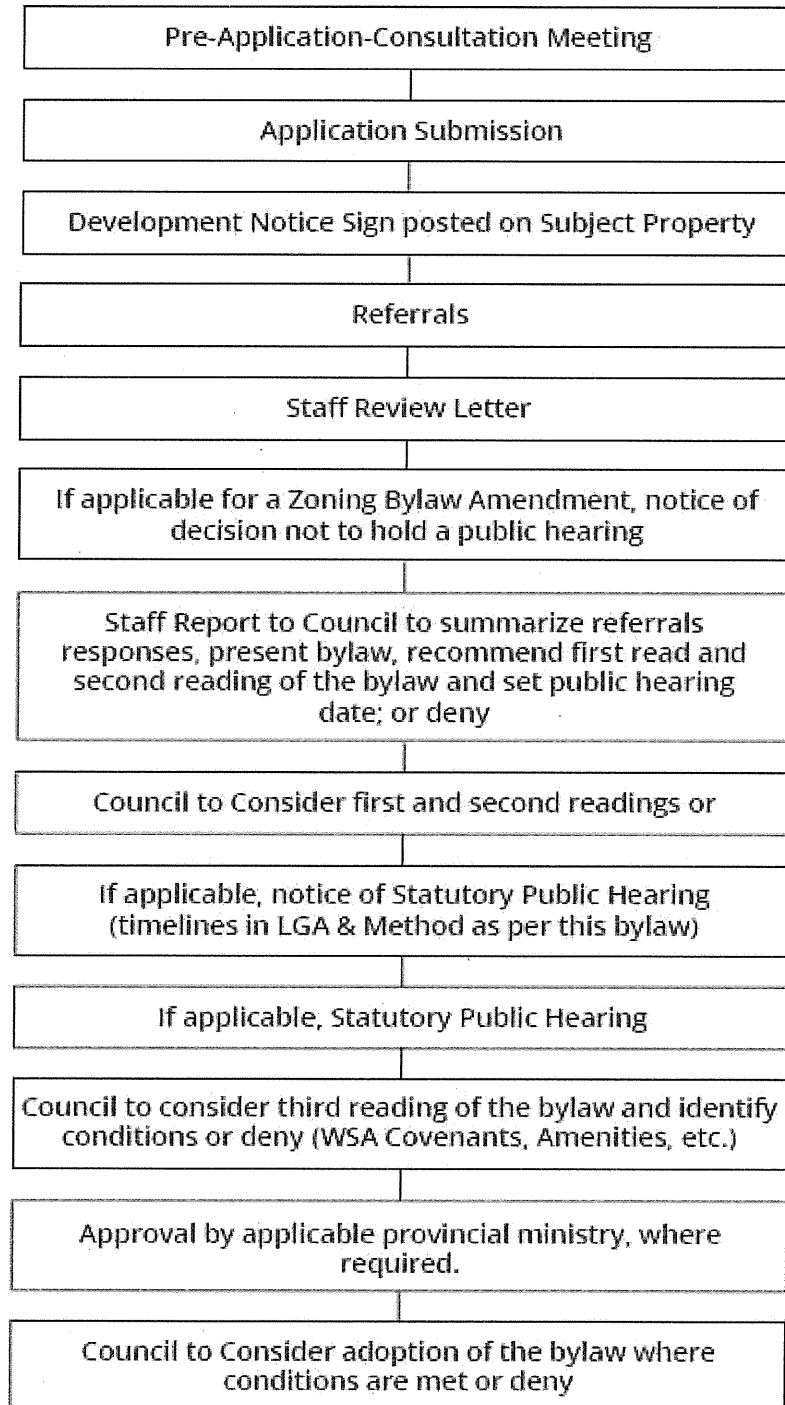 Pre-Application-Consultation Meeting
Application Submission
Development Notice Sign posted on Subject Property
Referrals
Staff Review Letter
If applicable for a Zoning Bylaw Amendment, notice of
decision not to hold a public hearing
Staff Report to Council to summarize referrals
responses, present bylaw, recommend first read and
second reading of the bylaw and set public hearing
date; or deny
Council to Consider first and second readings or
If applicable, notice of Statutory Public Hearing
(timelines in LGA & Method as per this bylaw)
If applicable, Statutory Public Hearing
Council to consider third reading of the bylaw and identify
conditions or deny (WSA Covenants, Amenities, etc.)
Approval by applicable provincial ministry, where
required.
Council to Consider adoption of the bylaw where
conditions are met or deny